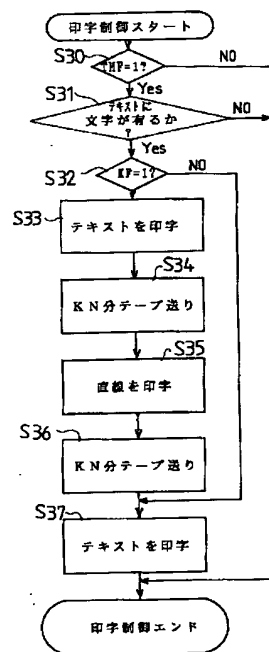 印字制御スタート
S30
THF=1?
NO
Yes
S31
テキストに
文字が有るか
?
NO
Yes
S32
KF=1?
NO
Yes
S33
テキストを印字
S34
KN分テープ送り
S35
直線を印字
S36
KN分テープ送り
S37
テキストを印字
印字制御エンド